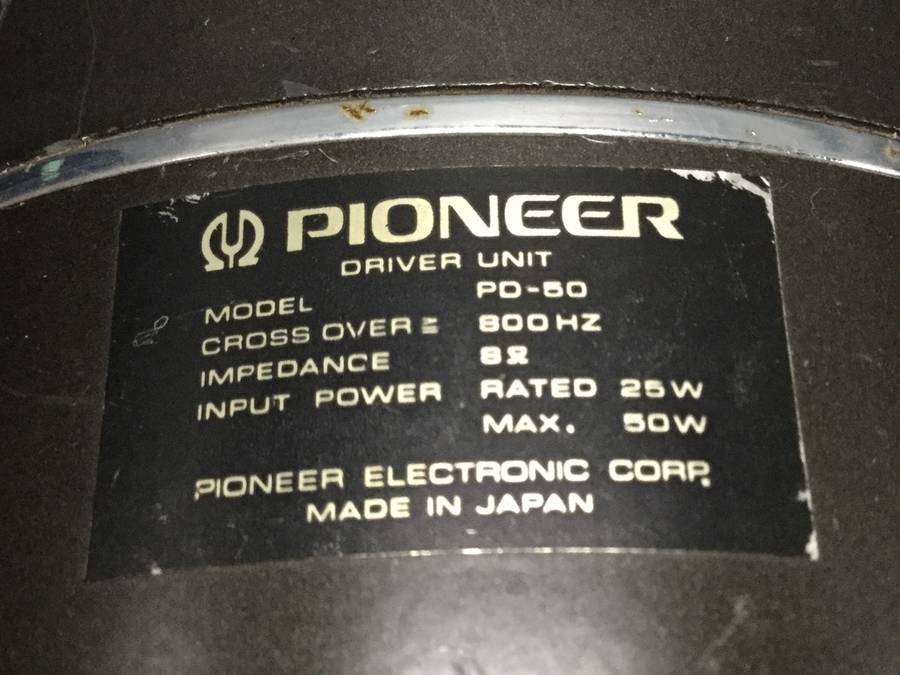 PIONEER
DRIVER UNIT
MODEL PD-50
CROSS OVER ≧ 800 HZ
IMPEDANCE 8Ω
INPUT POWER RATED 25W
MAX. 50W
PIONEER ELECTRONIC CORP.
MADE IN JAPAN